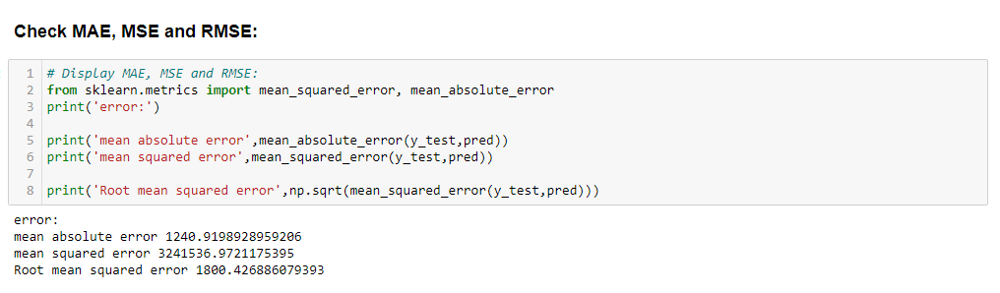 Check MAE, MSE and RMSE:
1 # Display MAE, MSE and RMSE:
2 from sklearn.metrics import mean_squared_error, mean_absolute_error
3 print('error:')
4
5 print('mean absolute error',mean_absolute_error(y_test,pred))
6 print('mean squared error',mean_squared_error(y_test,pred))
7
8 print('Root mean squared error',np.sqrt(mean_squared_error(y_test,pred)))
error:
mean absolute error 1240.9198928959206
mean squared error 3241536.9721175395
Root mean squared error 1800.426886079393